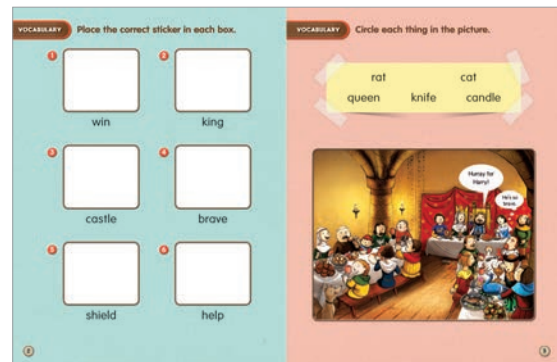 VOCABULARY Place the correct sticker in each box.
1 2
win king
3 4
castle brave
5 6
shield help
2
VOCABULARY Circle each thing in the picture.
rat cat
queen knife candle
Hurray for
Harry!
He's so
brave.
3